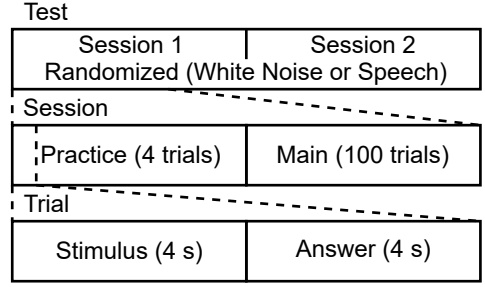 Test
Session 1 Session 2
Randomized (White Noise or Speech)
Session
Practice (4 trials) Main (100 trials)
Trial
Stimulus (4 s) Answer (4 s)